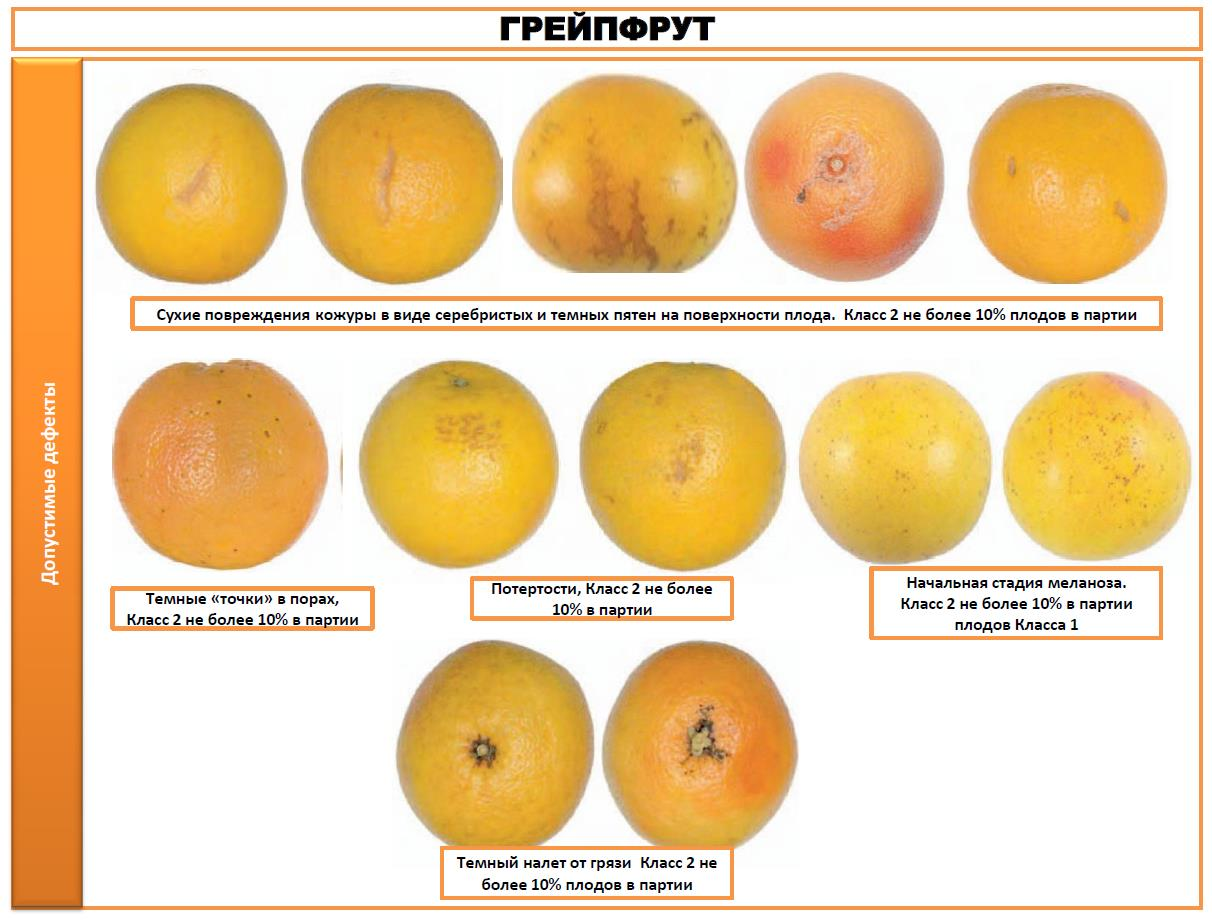 ГРЕЙПФРУТ
Допустимые дефекты
Сухие повреждения кожуры в виде серебристых и темных пятен на поверхности плода. Класс 2 не более 10% плодов в партии
Темные «точки» в порах,
Класс 2 не более 10% в партии
Потертости, Класс 2 не более
10% в партии
Начальная стадия меланоза.
Класс 2 не более 10% в партии
плодов Класса 1
Темный налет от грязи Класс 2 не
более 10% плодов в партии